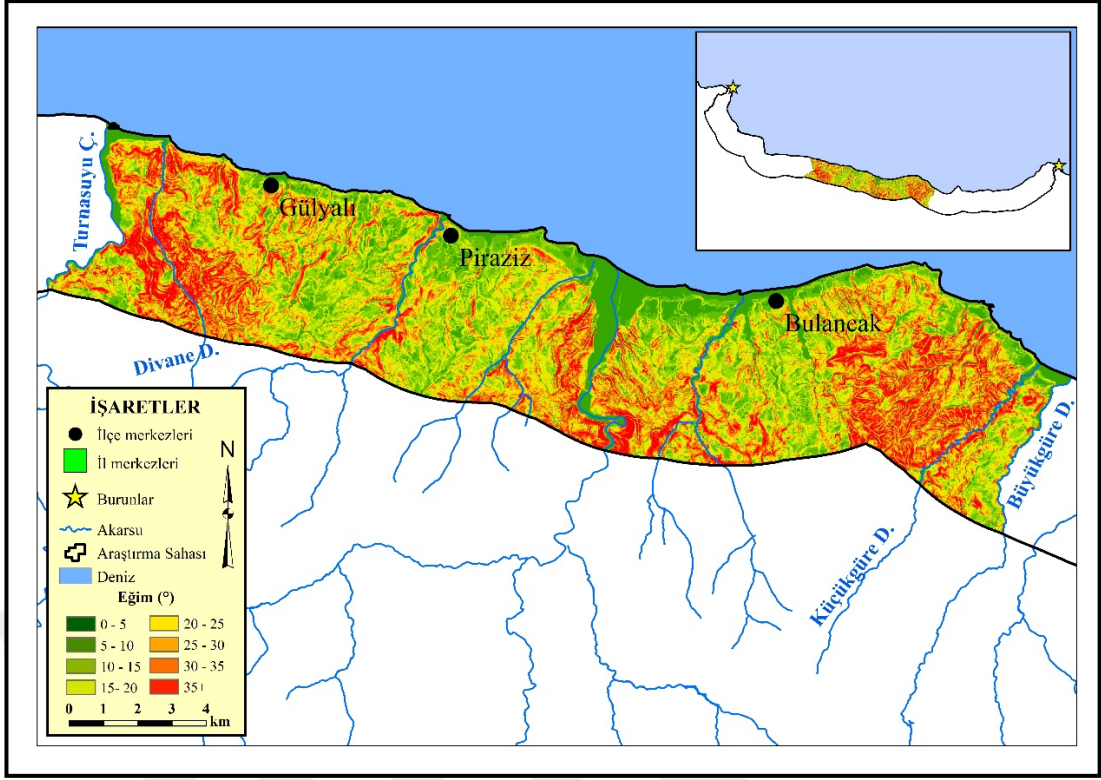 Turnasuyu Ç.
Gülyalı
Piraziz
Bulancak
Divane D.
Küçükgüre D.
Büyükgüre D.
İŞARETLER
İlçe merkezleri
İl merkezleri
Burunlar
Akarsu
Araştırma Sahası
Deniz
N
Eğim (°)
0 - 5 20 - 25
5 - 10 25 - 30
10 - 15 30 - 35
15- 20 35+
0 1 2 3 4
km